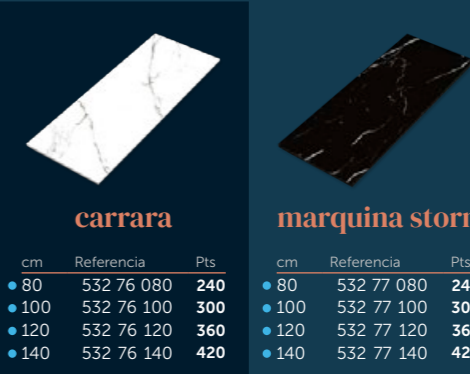 carrara
cm Referencia Pts
80 532 76 080 240
100 532 76 100 300
120 532 76 120 360
140 532 76 140 420
marquina
cm Referencia Pts
80 532 77 080
100 532 77 100
120 532 77 120
140 532 77 140